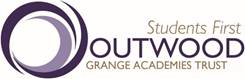 Students First
OUTWOOD
GRANGE ACADEMIES TRUST